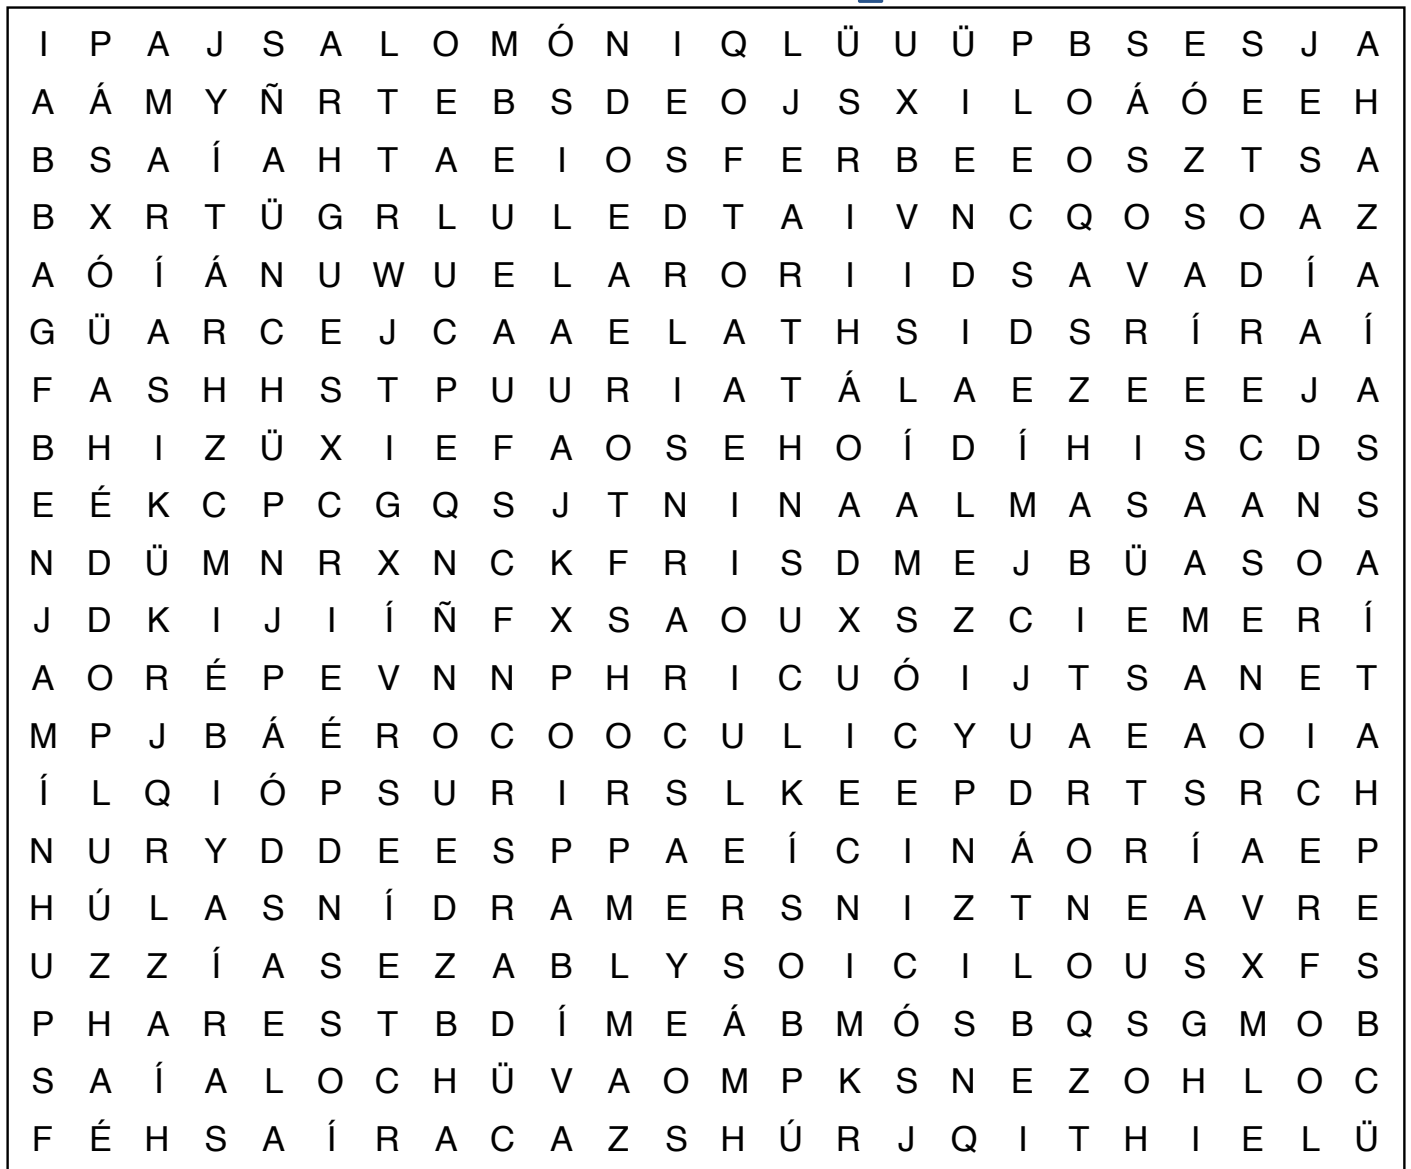 I P A J S A L O M Ó N I Q L Ü U Ü P B S E S J A
A Á M Y Ñ R T E B S D E O J S X I L O Á Ó E E H
B S A Í A H T A E I O S F E R B E E O S Z T S A
B X R T Ü G R L U L E D T A I V N C Q O S O A Z
A Ó Í Á N U W U E L A R O R I I D S A V A D Í A
G Ü A R C E J C A A E L A T H S I D S R Í R A Í
F A S H H S T P U U R I A T Á L A E Z E E E J A
B H I Z Ü X I E F A O S E H O Í D Í H I S C D S
E É K C P C G Q S J T N I N A A L M A S A A N S
N D Ü M N R X N C K F R I S D M E J B Ü A S O A
J D K I J I Í Ñ F X S A O U X S Z C I E M E R Í
A O R É P E V N N P H R I C U Ó I J T S A N E T
M P J B Á É R O C O O C U L I C Y U A E A O I A
Í L Q I Ó P S U R I R S L K E E P D R T S R C H
N U R Y D D E E S P P A E Í C I N Á O R Í A E P
H Ú L A S N Í D R A M E R S N I Z T N E A V R E
U Z Z Í A S E Z A B L Y S O I C I L O U S X F S
P H A R E S T B D Í M E Á B M Ó S B Q S G M O B
S A Í A L O C H Ü V A O M P K S N E Z O H L O C
F É H S A Í R A C A Z S H Ú R J Q I T H I E L Ü